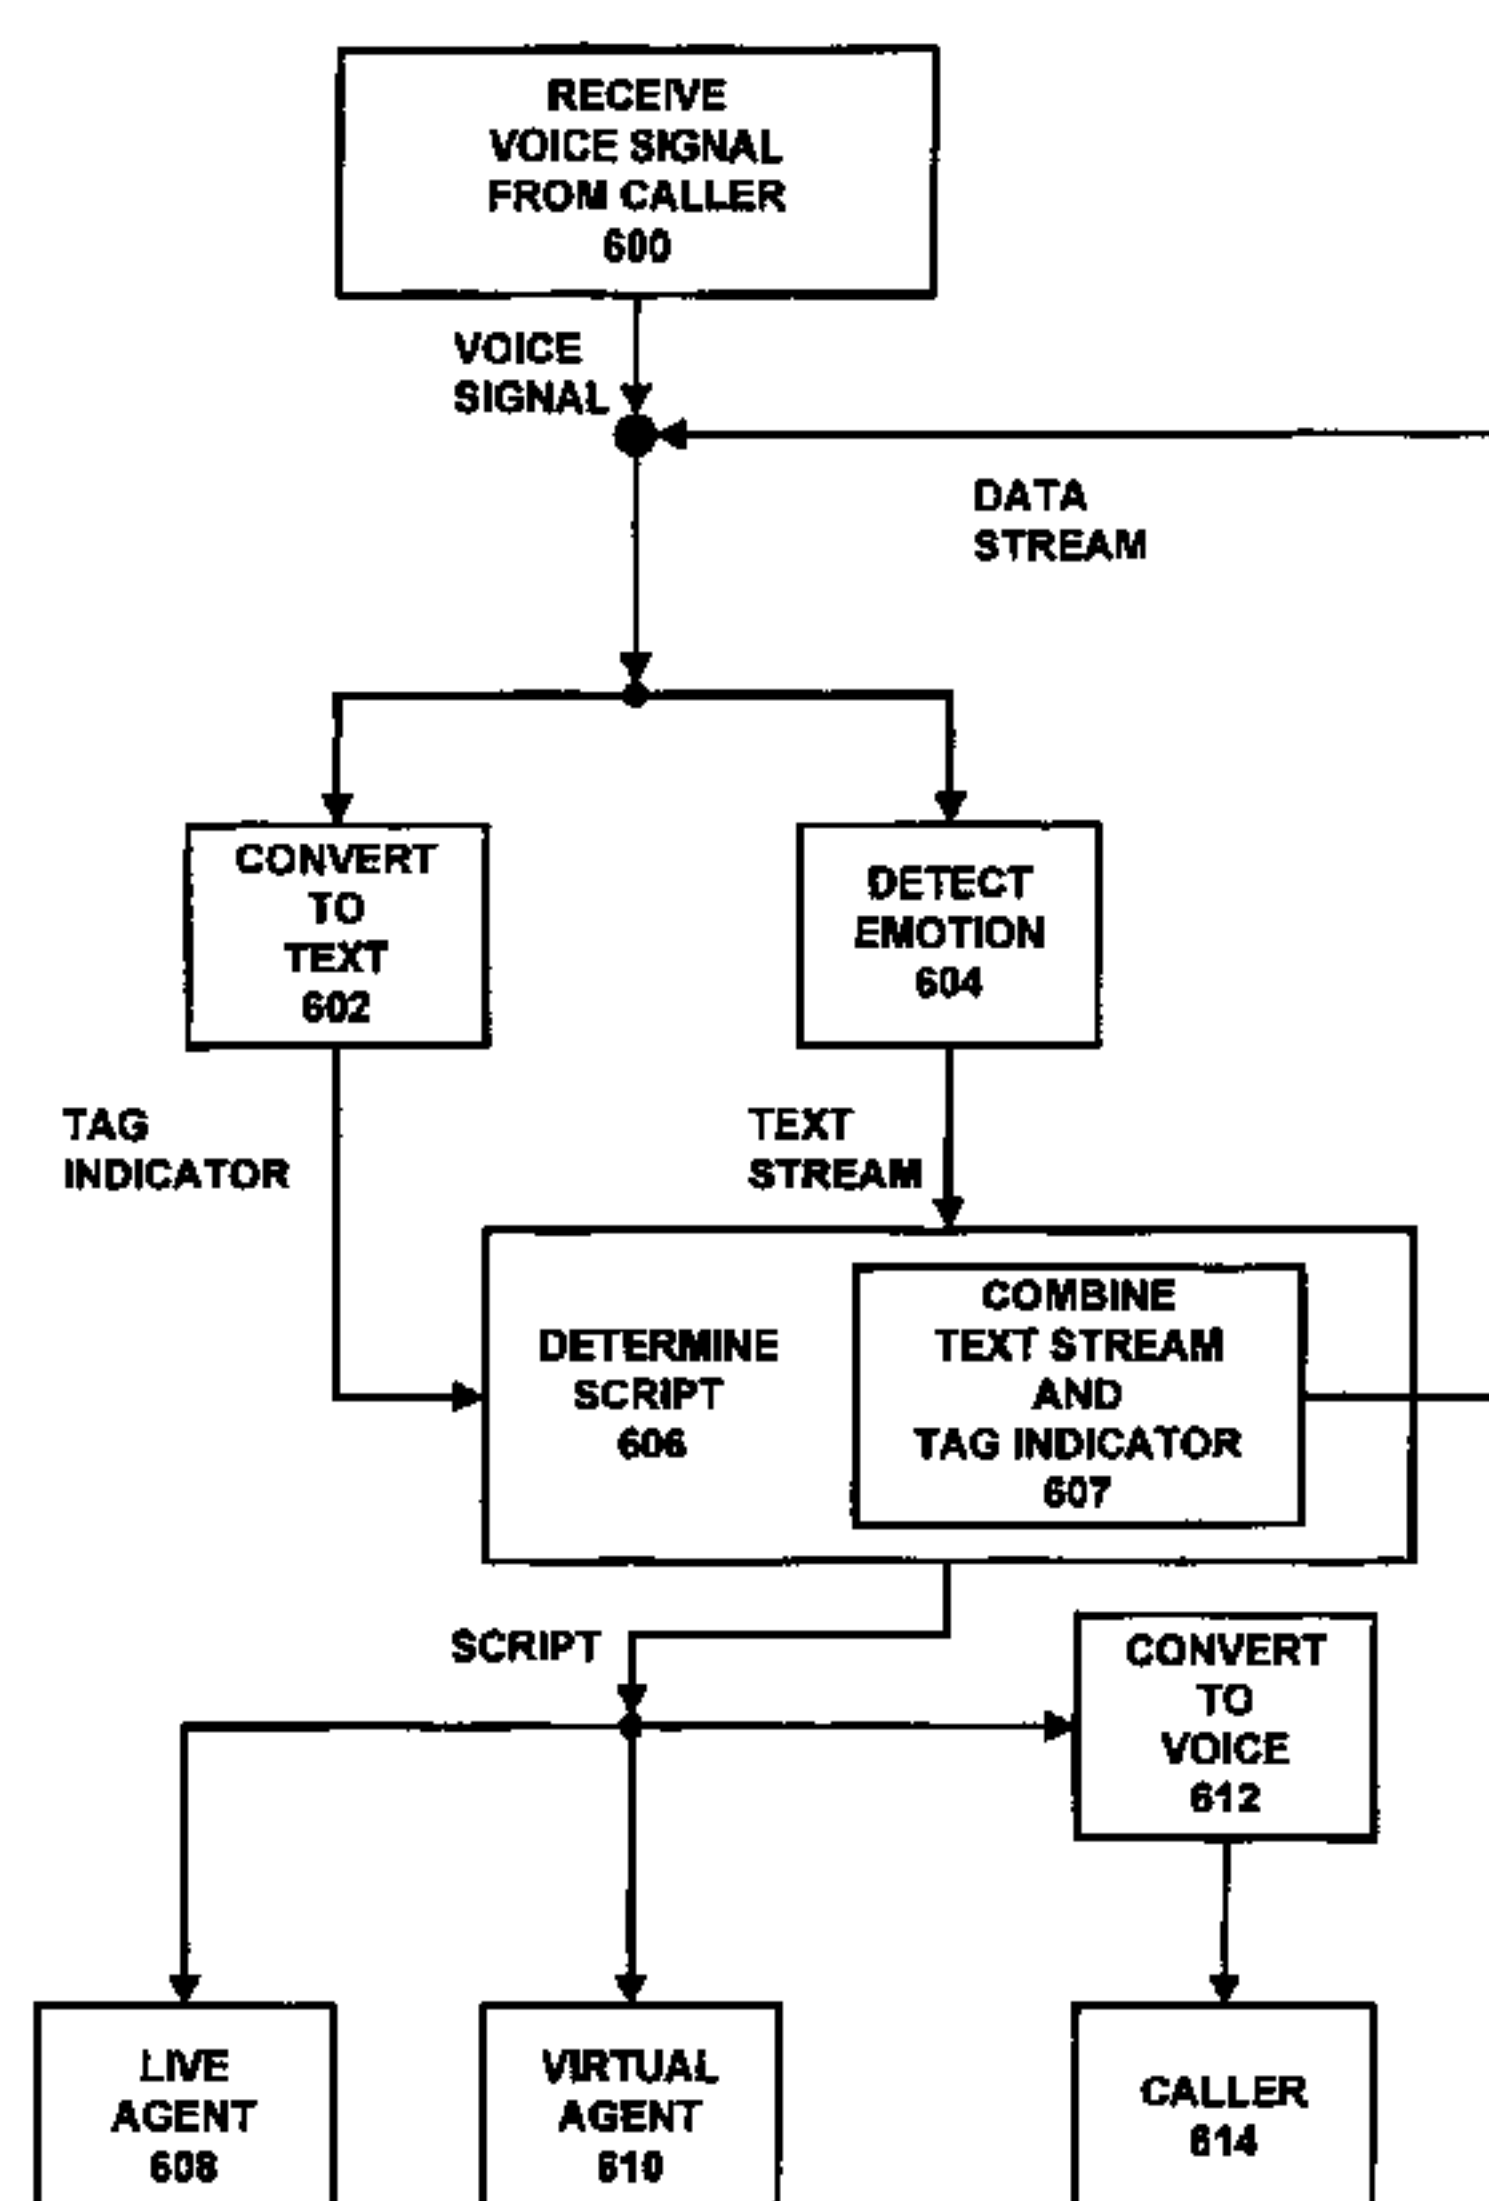 RECEIVE
VOICE SIGNAL
FROM CALLER
600
VOICE
SIGNAL
DATA
STREAM
CONVERT
TO
TEXT
602
DETECT
EMOTION
604
TAG
INDICATOR
TEXT
STREAM
DETERMINE
SCRIPT
606
COMBINE
TEXT STREAM
AND
TAG INDICATOR
607
SCRIPT
CONVERT
TO
VOICE
612
LIVE
AGENT
608
VIRTUAL
AGENT
610
CALLER
614